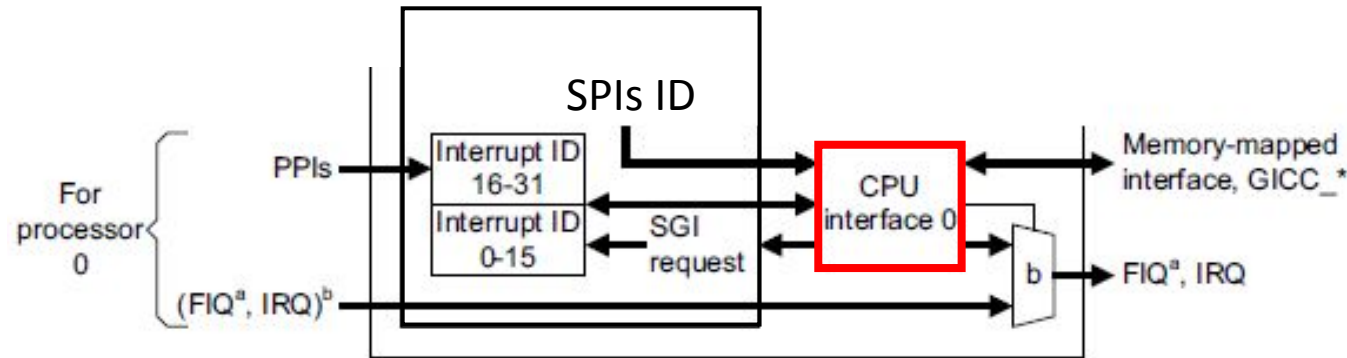 SPIs ID
PPIs
Interrupt ID
16-31
Interrupt ID
0-15
SGI
request
CPU
interface 0
Memory-mapped
interface, GICC_*
For
processor
0
(FIQᵃ, IRQ)ᵇ
b
FIQᵃ, IRQ